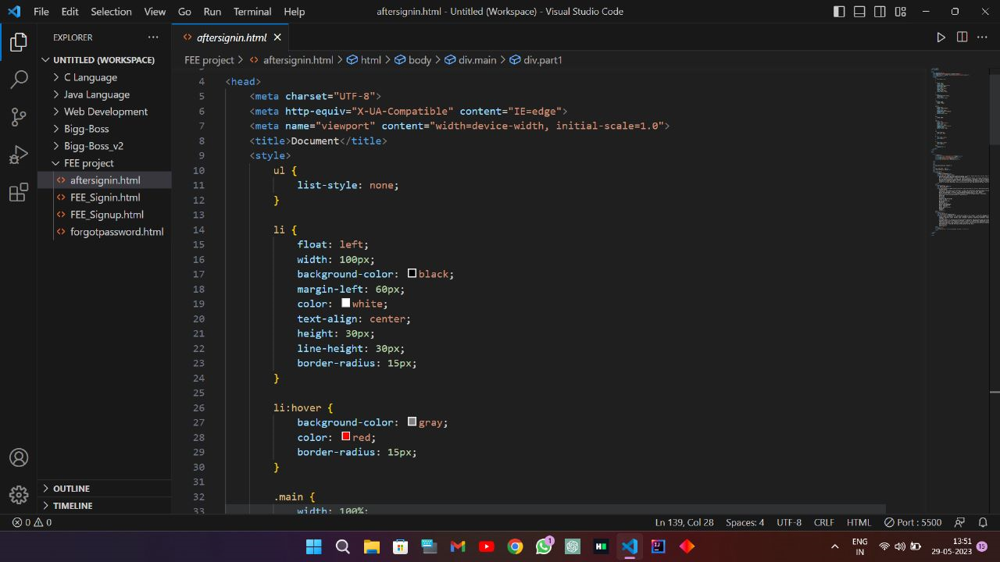 File Edit Selection View Go Run Terminal Help
aftersignin.html - Untitled (Workspace) - Visual Studio Code
EXPLORER
UNTITLED (WORKSPACE)
C Language
Java Language
Web Development
Bigg-Boss
Bigg-Boss_v2
FEE project
aftersignin.html
FEE_Signin.html
FEE_Signup.html
forgotpassword.html
OUTLINE
TIMELINE
aftersignin.html
FEE project > aftersignin.html > html > body > div.main > div.part1
4 <head>
5 <meta charset="UTF-8">
6 <meta http-equiv="X-UA-Compatible" content="IE=edge">
7 <meta name="viewport" content="width=device-width, initial-scale=1.0">
8 <title>Document</title>
9 <style>
10 ul {
11 list-style: none;
12 }
13
14 li {
15 float: left;
16 width: 100px;
17 background-color: black;
18 margin-left: 60px;
19 color: white;
20 text-align: center;
21 height: 30px;
22 line-height: 30px;
23 border-radius: 15px;
24 }
25
26 li:hover {
27 background-color: gray;
28 color: red;
29 border-radius: 15px;
30 }
31
32 .main {
33 width: 100%;
0 0
Ln 139, Col 28 Spaces: 4 UTF-8 CRLF HTML Port : 5500
1
ENG
IN
13:51
29-05-2023
15